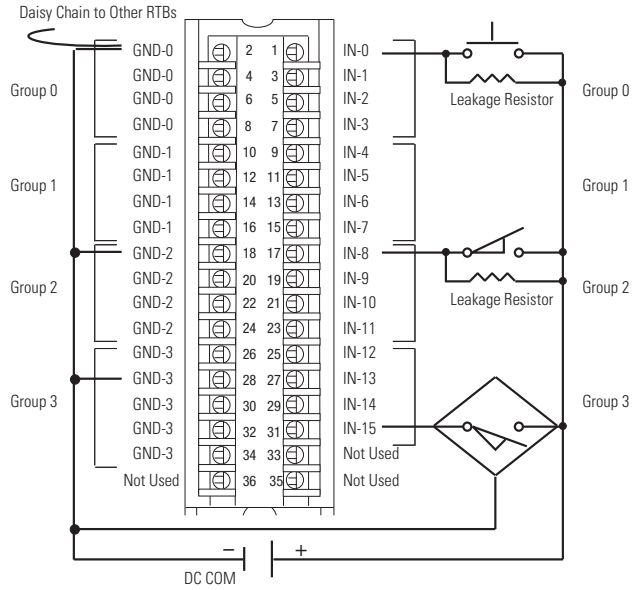 Daisy Chain to Other RTBs
GND-0 2 1 IN-0
GND-0 4 3 IN-1
Group 0 Leakage Resistor Group 0
GND-0 6 5 IN-2
GND-0 8 7 IN-3
GND-1 10 9 IN-4
GND-1 12 11 IN-5
Group 1 Group 1
GND-1 14 13 IN-6
GND-1 16 15 IN-7
GND-2 18 17 IN-8
GND-2 20 19 IN-9
Group 2 Group 2
GND-2 22 21 IN-10 Leakage Resistor
GND-2 24 23 IN-11
GND-3 26 25 IN-12
GND-3 28 27 IN-13
Group 3 Group 3
GND-3 30 29 IN-14
GND-3 32 31 IN-15
GND-3 34 33 Not Used
Not Used 36 35 Not Used
– +
DC COM